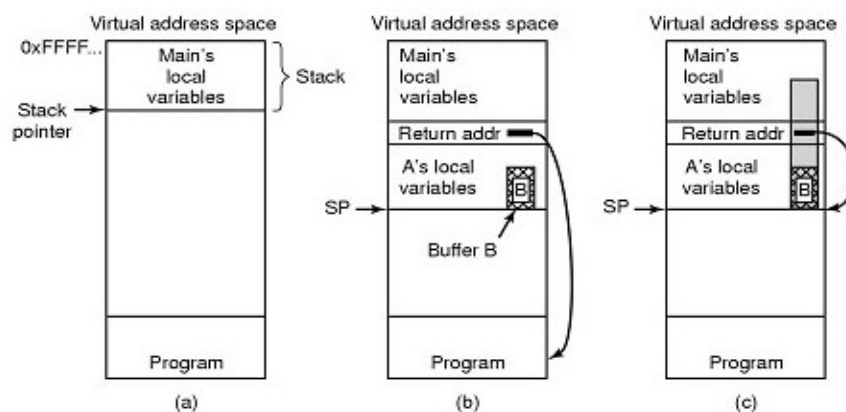 Virtual address space
0xFFFF...
Main's
local
variables
Stack
Stack
pointer
Program
(a)
Virtual address space
Main's
local
variables
Return addr
A's local
variables
B
SP
Buffer B
Program
(b)
Virtual address space
Main's
local
variables
Return addr
A's local
variables
B
SP
Program
(c)